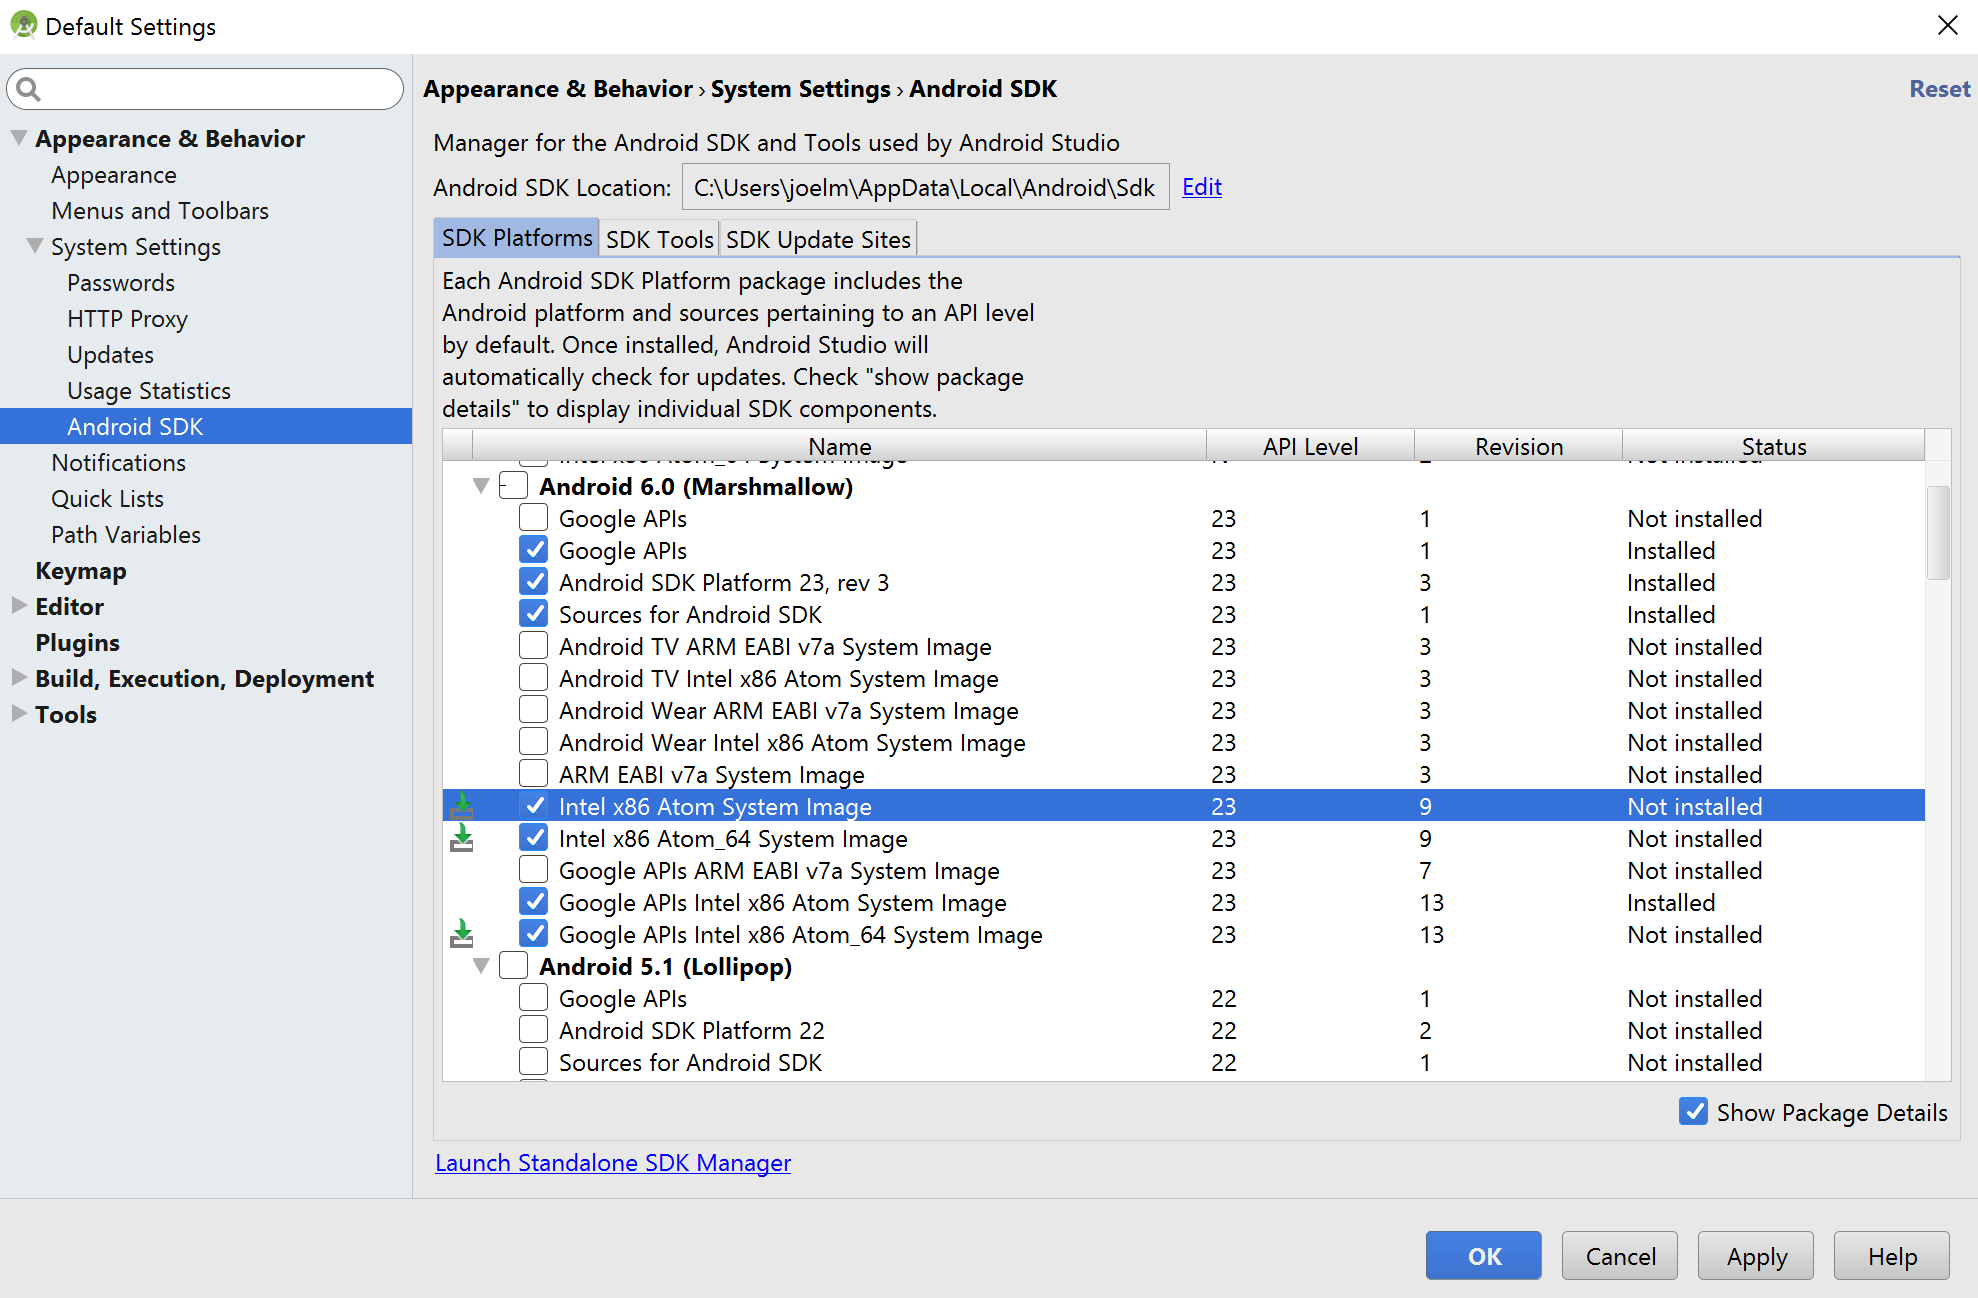 Default Settings
Appearance & Behavior
Appearance
Menus and Toolbars
System Settings
Passwords
HTTP Proxy
Updates
Usage Statistics
Android SDK
Notifications
Quick Lists
Path Variables
Keymap
Editor
Plugins
Build, Execution, Deployment
Tools
Appearance & Behavior › System Settings › Android SDK
Reset
Manager for the Android SDK and Tools used by Android Studio
Android SDK Location: C:\Users\joelm\AppData\Local\Android\Sdk Edit
SDK Platforms SDK Tools SDK Update Sites
Each Android SDK Platform package includes the
Android platform and sources pertaining to an API level
by default. Once installed, Android Studio will
automatically check for updates. Check "show package
details" to display individual SDK components.
Name API Level Revision Status
Android 6.0 (Marshmallow)
Google APIs 23 1 Not installed
Google APIs 23 1 Installed
Android SDK Platform 23, rev 3 23 3 Installed
Sources for Android SDK 23 1 Installed
Android TV ARM EABI v7a System Image 23 3 Not installed
Android TV Intel x86 Atom System Image 23 3 Not installed
Android Wear ARM EABI v7a System Image 23 3 Not installed
Android Wear Intel x86 Atom System Image 23 3 Not installed
ARM EABI v7a System Image 23 3 Not installed
Intel x86 Atom System Image 23 9 Not installed
Intel x86 Atom_64 System Image 23 9 Not installed
Google APIs ARM EABI v7a System Image 23 7 Not installed
Google APIs Intel x86 Atom System Image 23 13 Installed
Google APIs Intel x86 Atom_64 System Image 23 13 Not installed
Android 5.1 (Lollipop)
Google APIs 22 1 Not installed
Android SDK Platform 22 22 2 Not installed
Sources for Android SDK 22 1 Not installed
Show Package Details
Launch Standalone SDK Manager
OK Cancel Apply Help